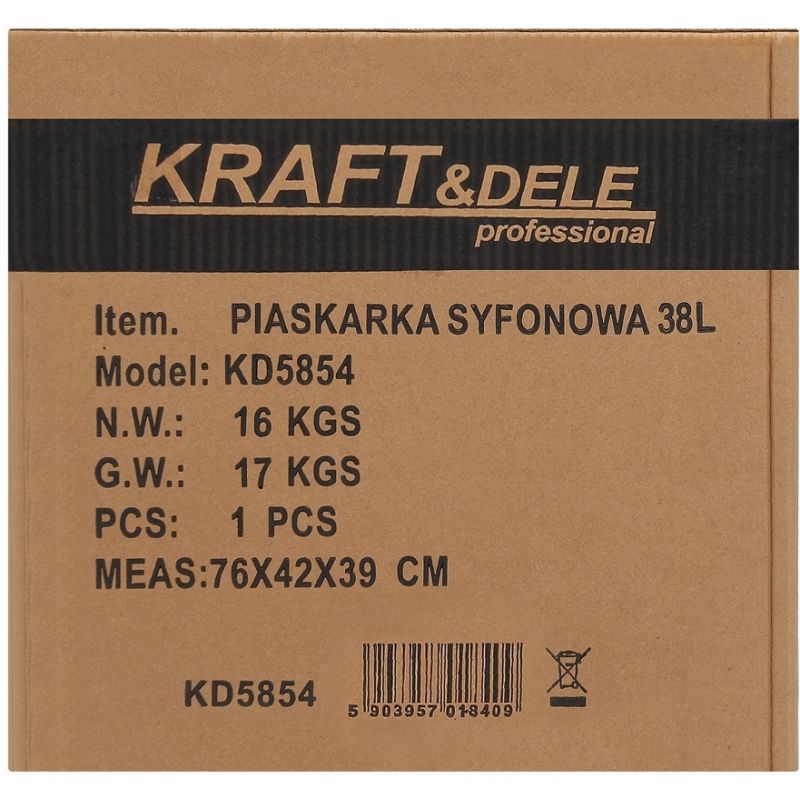 KRAFT&DELE
professional
Item. PIASKARKA SYFONOWA 38L
Model: KD5854
N.W.: 16 KGS
G.W.: 17 KGS
PCS: 1 PCS
MEAS:76X42X39 CM
KD5854
5 903957 018409